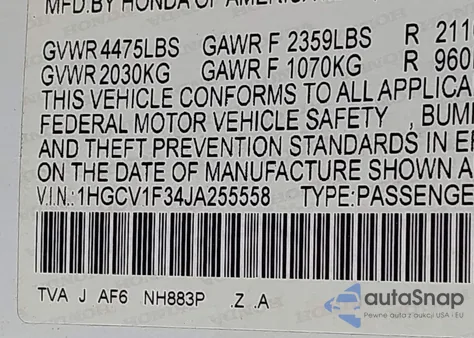 MFD.BY HONDA OF AMERICA
GVWR 4475LBS GAWR F 2359LBS R 211
GVWR 2030KG GAWR F 1070KG R 960
THIS VEHICLE CONFORMS TO ALL APPLICA
FEDERAL MOTOR VEHICLE SAFETY , BUM
AND THEFT PREVENTION STANDARDS IN E
ON THE DATE OF MANUFACTURE SHOWN A
V.I.N.: 1HGCV1F34JA255558 TYPE:PASSENGE
TVA J AF6 NH883P .Z .A
autoSnap
Pewne auta z aukcji USA i EU